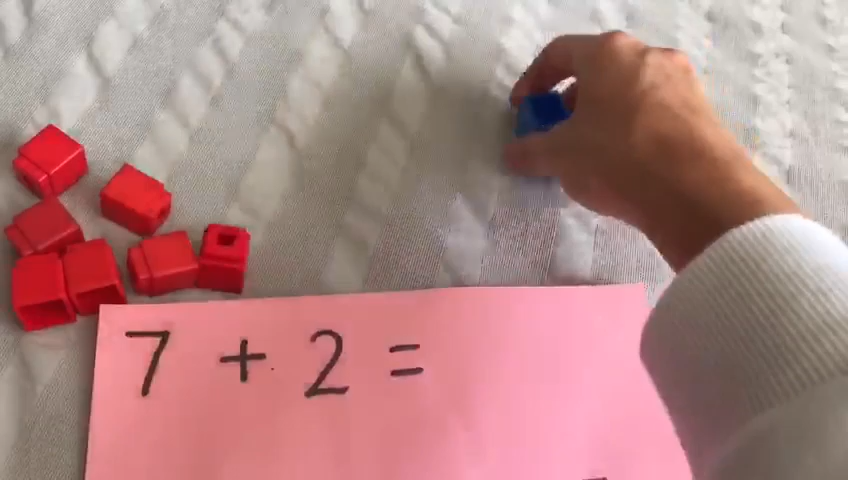 7 + 2 =